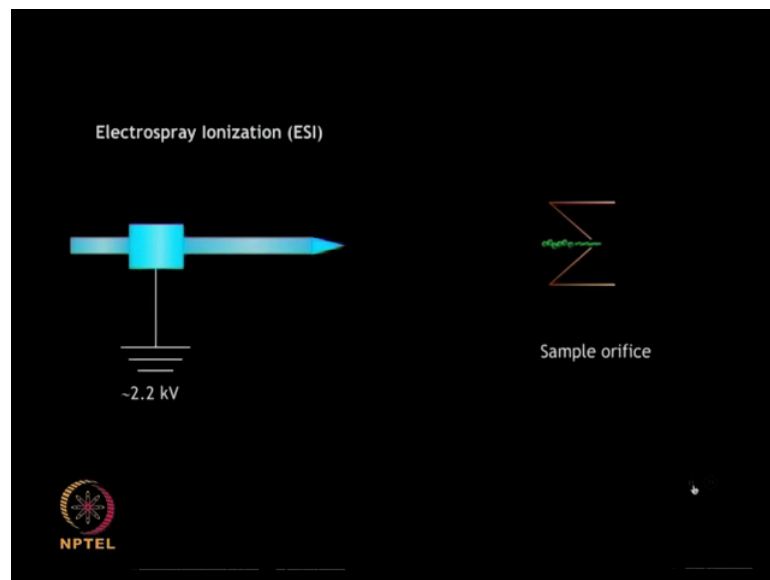 Electrospray Ionization (ESI)
Sample orifice
~2.2 kV
NPTEL